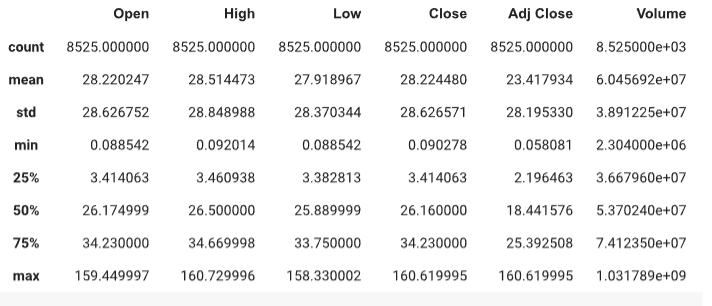 Open High Low Close Adj Close Volume
count 8525.000000 8525.000000 8525.000000 8525.000000 8525.000000 8.525000e+03
mean 28.220247 28.514473 27.918967 28.224480 23.417934 6.045692e+07
std 28.626752 28.848988 28.370344 28.626571 28.195330 3.891225e+07
min 0.088542 0.092014 0.088542 0.090278 0.058081 2.304000e+06
25% 3.414063 3.460938 3.382813 3.414063 2.196463 3.667960e+07
50% 26.174999 26.500000 25.889999 26.160000 18.441576 5.370240e+07
75% 34.230000 34.669998 33.750000 34.230000 25.392508 7.412350e+07
max 159.449997 160.729996 158.330002 160.619995 160.619995 1.031789e+09